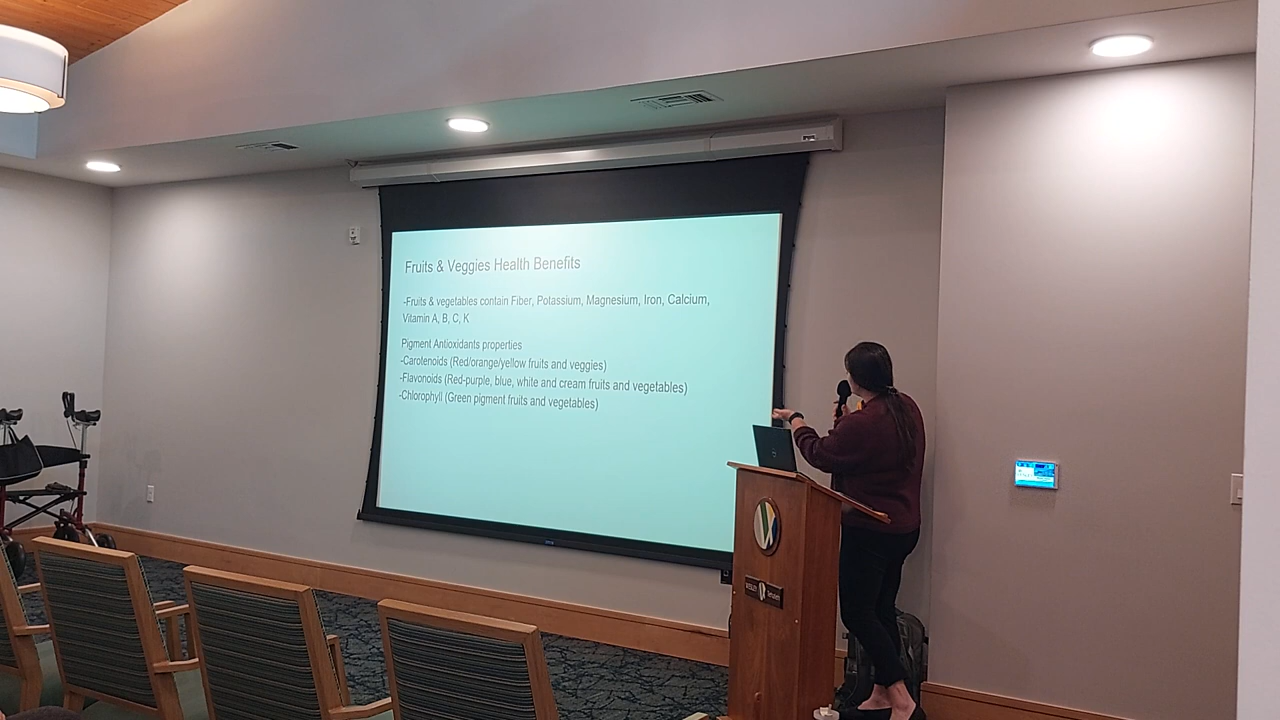 Fruits & Veggies Health Benefits
-Fruits & vegetables contain Fiber, Potassium, Magnesium, Iron, Calcium,
Vitamin A, B, C, K
Pigment Antioxidants properties
-Carotenoids (Red/orange/yellow fruits and veggies)
-Flavonoids (Red-purple, blue, white and cream fruits and vegetables)
-Chlorophyll (Green pigment fruits and vegetables)